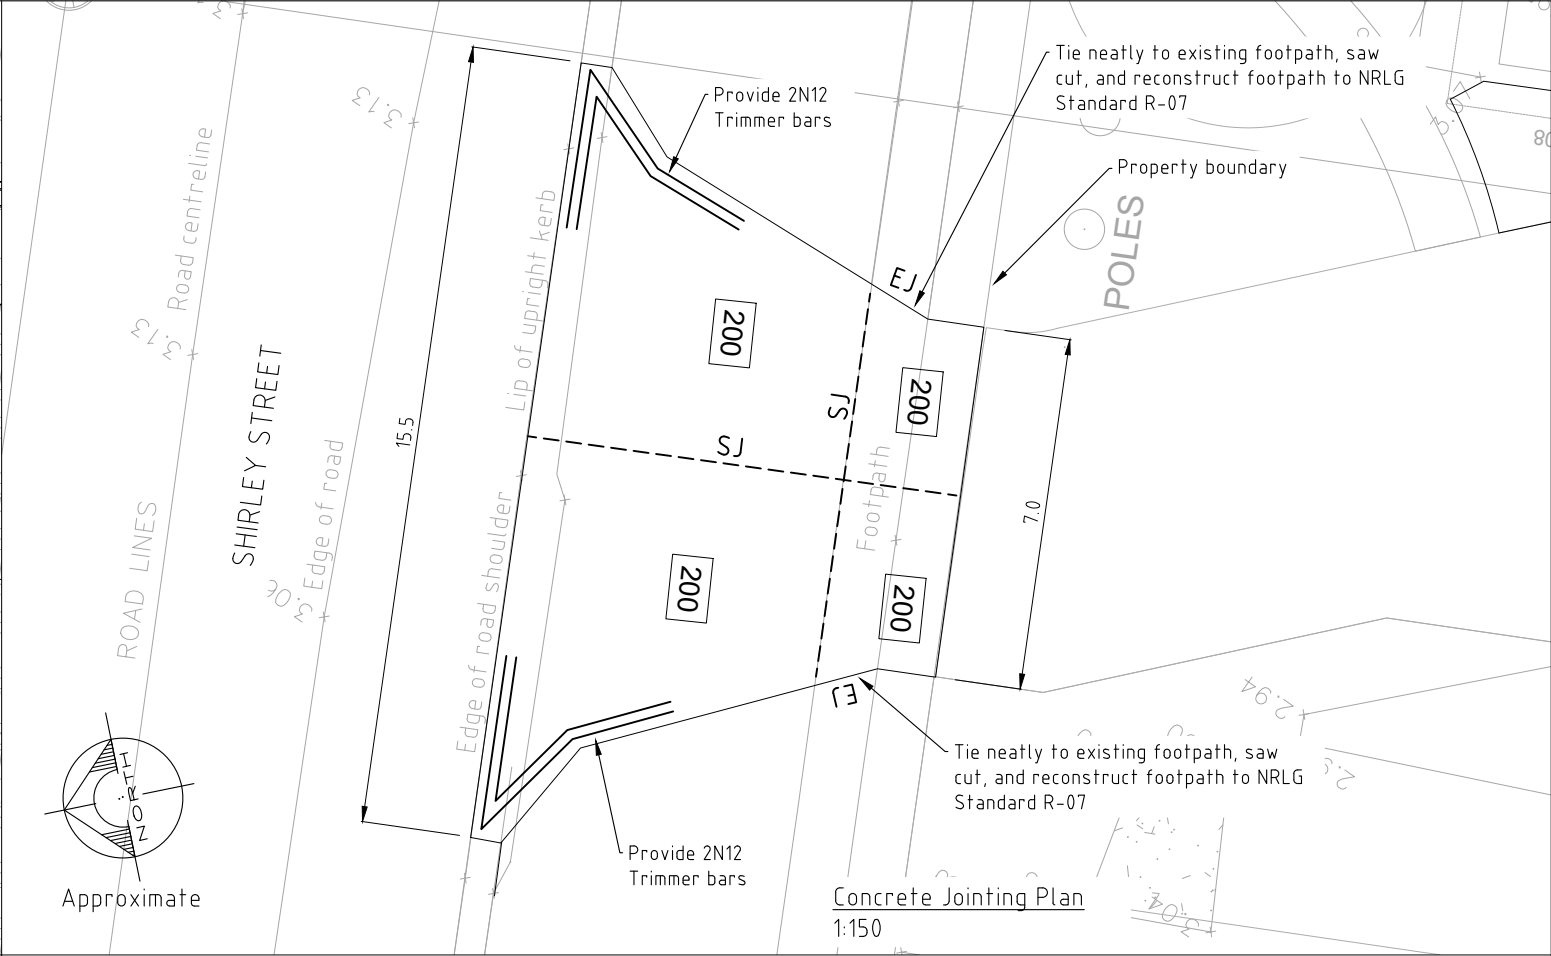 Tie neatly to existing footpath, saw
cut, and reconstruct footpath to NRLG
Standard R-07
Provide 2N12
Trimmer bars
Property boundary
3.13
Road centreline
Lip of upright kerb
POLES
EJ
3.13
200
200
SHIRLEY STREET
15.5
SJ
SJ
Footpath
7.0
Edge of road
ROAD LINES
3.06
Edge of road shoulder
200
200
EJ
2.94
Tie neatly to existing footpath, saw
cut, and reconstruct footpath to NRLG
Standard R-07
NORTH
Approximate
Provide 2N12
Trimmer bars
Concrete Jointing Plan
1:150
3.04